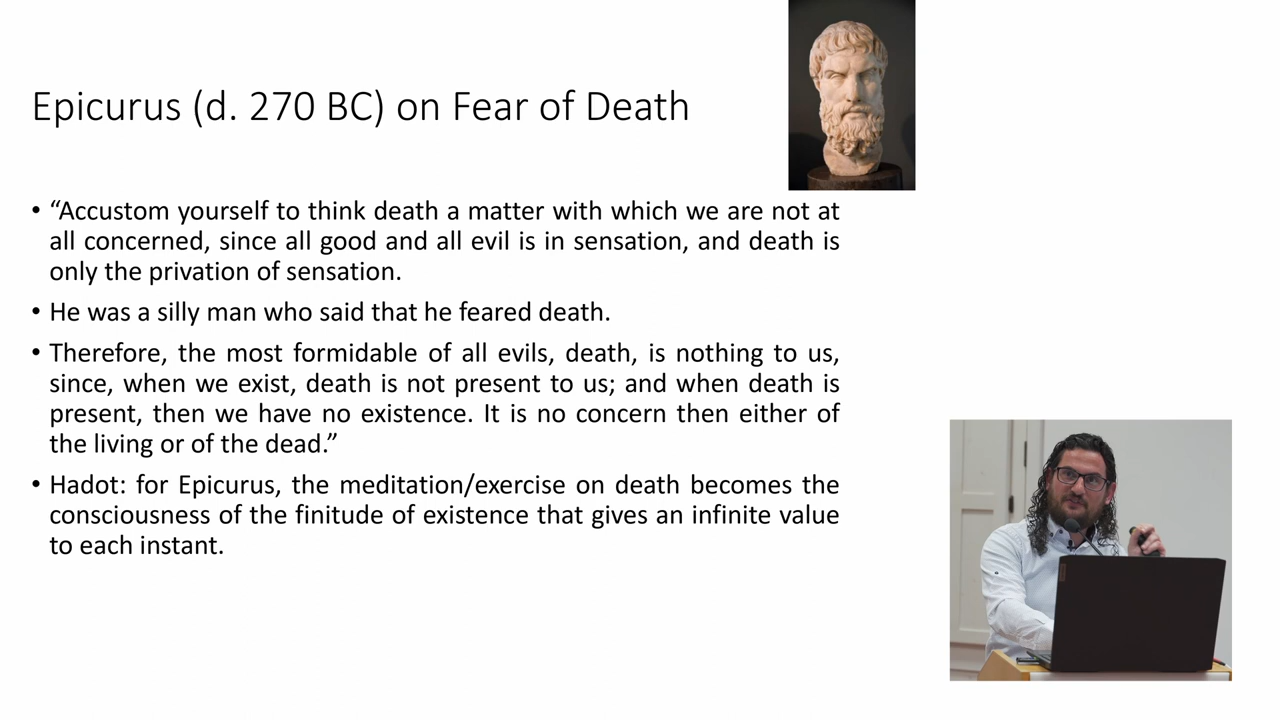 Epicurus (d. 270 BC) on Fear of Death
• “Accustom yourself to think death a matter with which we are not at
all concerned, since all good and all evil is in sensation, and death is
only the privation of sensation.
• He was a silly man who said that he feared death.
• Therefore, the most formidable of all evils, death, is nothing to us,
since, when we exist, death is not present to us; and when death is
present, then we have no existence. It is no concern then either of
the living or of the dead.”
• Hadot: for Epicurus, the meditation/exercise on death becomes the
consciousness of the finitude of existence that gives an infinite value
to each instant.